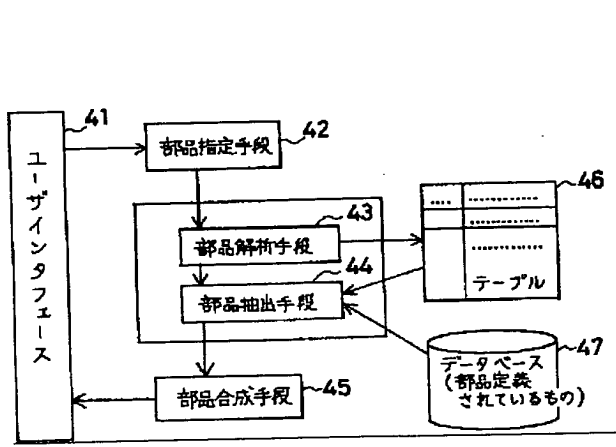 41
ユーザインタフェース
部品指定手段
42
部品解析手段
43
部品抽出手段
44
部品合成手段
45
46
テーブル
47
データベース
(部品定義
されているもの)